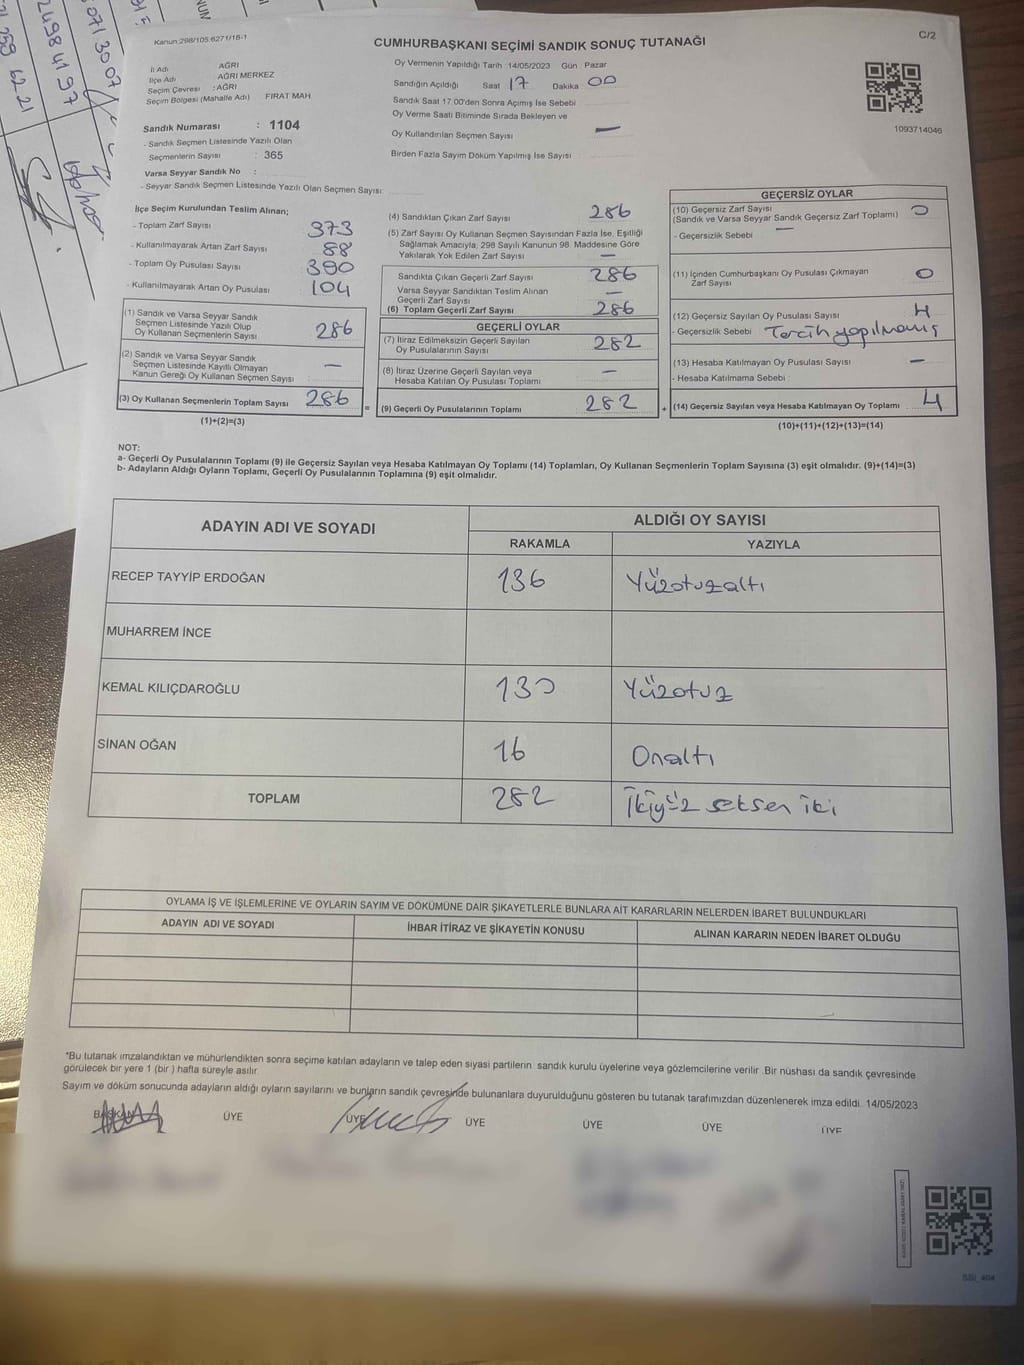 Kanun:298/105.6271/18-1
CUMHURBAŞKANI SEÇİMİ SANDIK SONUÇ TUTANAĞI
C/2
İl Adı AĞRI
İlçe Adı AĞRI MERKEZ
Seçim Çevresi : AĞRI
Seçim Bölgesi (Mahalle Adı) FIRAT MAH
Oy Vermenin Yapıldığı Tarih :14/05/2023 Gün Pazar
Sandığın Açıldığı Saat 17 Dakika 00
Sandık Saat 17:00'den Sonra Açımış İse Sebebi
Oy Verme Saati Bitiminde Sırada Bekleyen ve
Oy Kullandırılan Seçmen Sayısı —
Birden Fazla Sayım Döküm Yapılmış İse Sayısı
1093714046
Sandık Numarası : 1104
- Sandık Seçmen Listesinde Yazılı Olan
Seçmenlerin Sayısı : 365
Varsa Seyyar Sandık No :
- Seyyar Sandık Seçmen Listesinde Yazılı Olan Seçmen Sayısı:
İlçe Seçim Kurulundan Teslim Alınan;
- Toplam Zarf Sayısı 373
- Kullanılmayarak Artan Zarf Sayısı 88
- Toplam Oy Pusulası Sayısı 390
- Kullanılmayarak Artan Oy Pusulası 104
(1) Sandık ve Varsa Seyyar Sandık
Seçmen Listesinde Yazılı Olup
Oy Kullanan Seçmenlerin Sayısı 286
(2) Sandık ve Varsa Seyyar Sandık
Seçmen Listesinde Kayıtlı Olmayan
Kanun Gereği Oy Kullanan Seçmen Sayısı —
(3) Oy Kullanan Seçmenlerin Toplam Sayısı 286
(1)+(2)=(3)
(4) Sandıktan Çıkan Zarf Sayısı 286
(5) Zarf Sayısı Oy Kullanan Seçmen Sayısından Fazla İse, Eşitliği
Sağlamak Amacıyla, 298 Sayılı Kanunun 98. Maddesine Göre
Yakılarak Yok Edilen Zarf Sayısı —
Sandıkta Çıkan Geçerli Zarf Sayısı 286
Varsa Seyyar Sandıktan Teslim Alınan
Geçerli Zarf Sayısı —
(6) Toplam Geçerli Zarf Sayısı 286
GEÇERLİ OYLAR
(7) İtiraz Edilmeksizin Geçerli Sayılan
Oy Pusulalarının Sayısı 282
(8) İtiraz Üzerine Geçerli Sayılan veya
Hesaba Katılan Oy Pusulası Toplamı —
= (9) Geçerli Oy Pusulalarının Toplamı 282 +
GEÇERSİZ OYLAR
(10) Geçersiz Zarf Sayısı
(Sandık ve Varsa Seyyar Sandık Geçersiz Zarf Toplamı) 0
- Geçersizlik Sebebi —
(11) İçinden Cumhurbaşkanı Oy Pusulası Çıkmayan
Zarf Sayısı 0
(12) Geçersiz Sayılan Oy Pusulası Sayısı 4
- Geçersizlik Sebebi Tercih yapılmamış
(13) Hesaba Katılmayan Oy Pusulası Sayısı —
- Hesaba Katılmama Sebebi :
(14) Geçersiz Sayılan veya Hesaba Katılmayan Oy Toplamı 4
(10)+(11)+(12)+(13)=(14)
NOT:
a- Geçerli Oy Pusulalarının Toplamı (9) ile Geçersiz Sayılan veya Hesaba Katılmayan Oy Toplamı (14) Toplamları, Oy Kullanan Seçmenlerin Toplam Sayısına (3) eşit olmalıdır. (9)+(14)=(3)
b- Adayların Aldığı Oyların Toplamı, Geçerli Oy Pusulalarının Toplamına (9) eşit olmalıdır.
ADAYIN ADI VE SOYADI
ALDIĞI OY SAYISI
RAKAMLA YAZIYLA
RECEP TAYYİP ERDOĞAN 136 Yüzotuzaltı
MUHARREM İNCE
KEMAL KILIÇDAROĞLU 130 Yüzotuz
SİNAN OĞAN 16 Onaltı
TOPLAM 282 İkiyüz seksen iki
OYLAMA İŞ VE İŞLEMLERİNE VE OYLARIN SAYIM VE DÖKÜMÜNE DAİR ŞİKAYETLERLE BUNLARA AİT KARARLARIN NELERDEN İBARET BULUNDUKLARI
ADAYIN ADI VE SOYADI İHBAR İTİRAZ VE ŞİKAYETİN KONUSU ALINAN KARARIN NEDEN İBARET OLDUĞU
*Bu tutanak imzalandıktan ve mühürlendikten sonra seçime katılan adayların ve talep eden siyasi partilerin sandık kurulu üyelerine veya gözlemcilerine verilir. Bir nüshası da sandık çevresinde
görülecek bir yere 1 (bir ) hafta süreyle asılır.
Sayım ve döküm sonucunda adayların aldığı oyların sayılarını ve bunların sandık çevresinde bulunanlara duyurulduğunu gösteren bu tutanak tarafımızdan düzenlenerek imza edildi. 14/05/2023
BAŞKAN ÜYE ÜYE ÜYE ÜYE ÜYE ÜYE